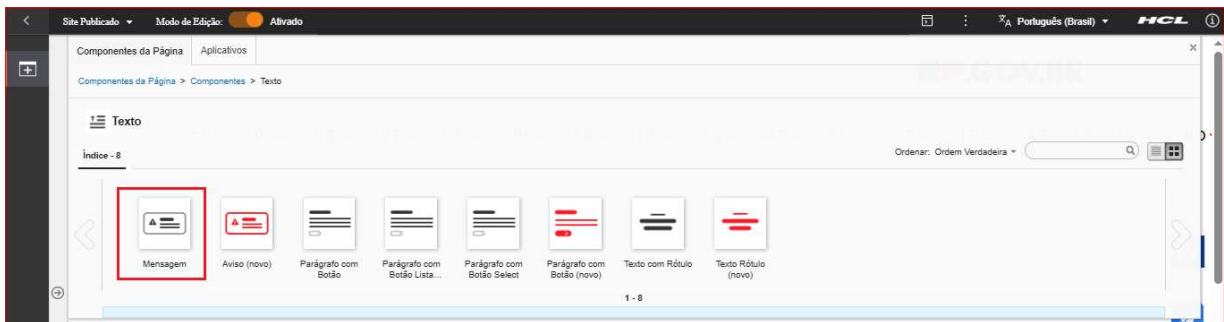 Site Publicado Modo de Edição: Ativado Português (Brasil) HCL
Componentes da Página Aplicativos
Componentes da Página > Componentes > Texto
Texto
Índice - 8 Ordenar: Ordem Verdadeira
Mensagem Aviso (novo) Parágrafo com Parágrafo com Parágrafo com Parágrafo com Texto com Rótulo Texto Rótulo
Botão Botão Lista... Botão Select Botão (novo) (novo)
1 - 8